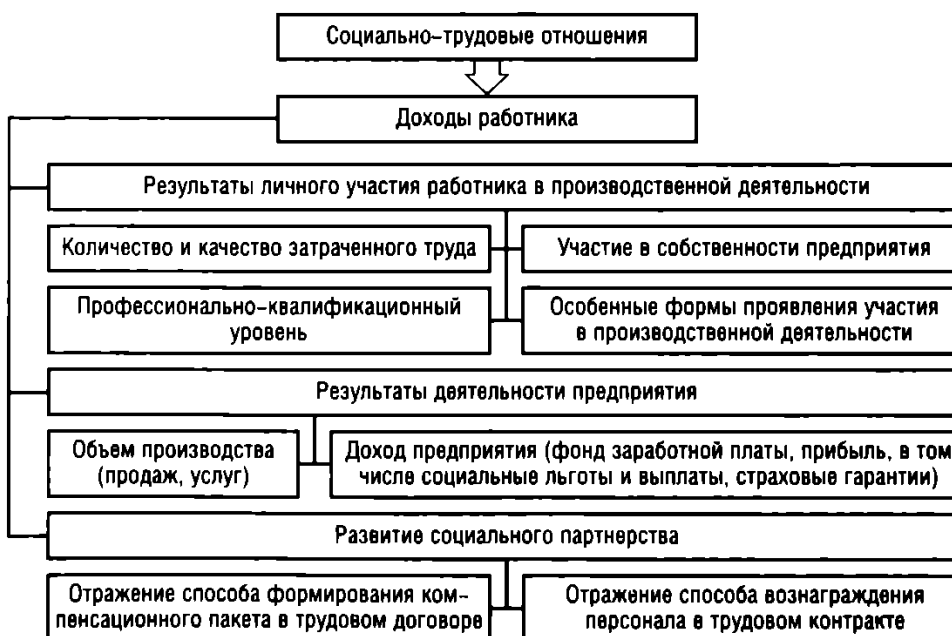 Социально-трудовые отношения
Доходы работника
Результаты личного участия работника в производственной деятельности
Количество и качество затраченного труда
Участие в собственности предприятия
Профессионально-квалификационный
уровень
Особенные формы проявления участия
в производственной деятельности
Результаты деятельности предприятия
Объем производства
(продаж, услуг)
Доход предприятия (фонд заработной платы, прибыль, в том
числе социальные льготы и выплаты, страховые гарантии)
Развитие социального партнерства
Отражение способа формирования ком-
пенсационного пакета в трудовом договоре
Отражение способа вознаграждения
персонала в трудовом контракте